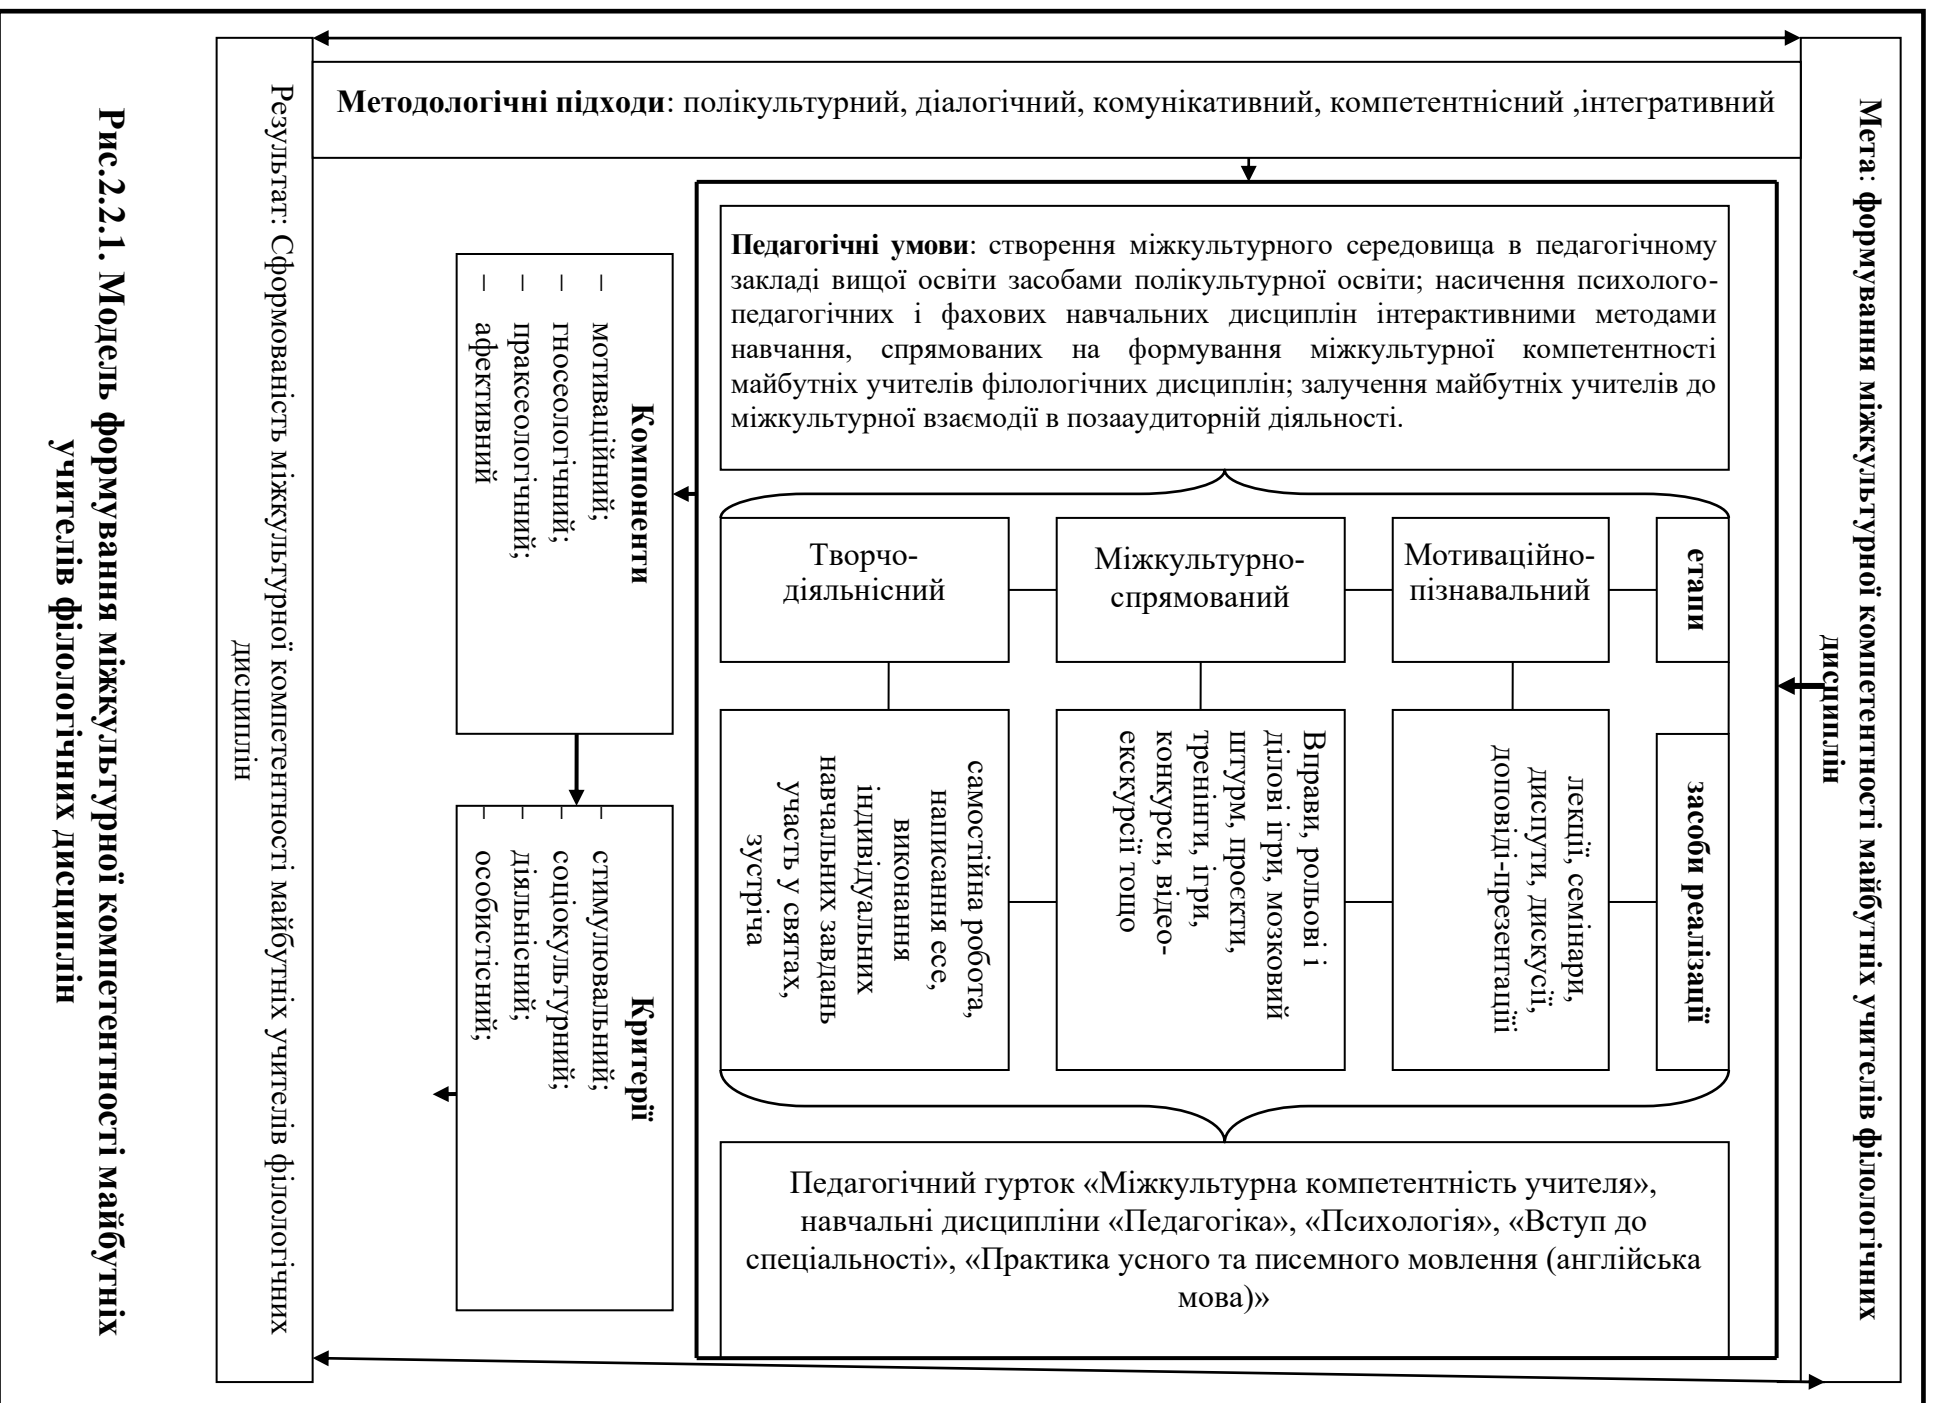 Мета: формування міжкультурної компетентності майбутніх учителів філологічних
дисциплін
Методологічні підходи: полікультурний, діалогічний, комунікативний, компетентнісний ,інтегративний
Педагогічні умови: створення міжкультурного середовища в педагогічному
закладі вищої освіти засобами полікультурної освіти; насичення психолого-
педагогічних і фахових навчальних дисциплін інтерактивними методами
навчання, спрямованих на формування міжкультурної компетентності
майбутніх учителів філологічних дисциплін; залучення майбутніх учителів до
міжкультурної взаємодії в позааудиторній діяльності.
етапи
Мотиваційно-
пізнавальний
Міжкультурно-
спрямований
Творчо-
діяльнісний
засоби реалізації
лекції, семінари,
диспути, дискусії,
доповіді-презентації
Вправи, рольові і
ділові ігри, мозковий
штурм, проєкти,
тренінги, ігри,
конкурси, відео-
екскурсії тощо
самостійна робота,
написання есе,
виконання
індивідуальних
навчальних завдань
участь у святах,
зустріча
Педагогічний гурток «Міжкультурна компетентність учителя»,
навчальні дисципліни «Педагогіка», «Психологія», «Вступ до
спеціальності», «Практика усного та писемного мовлення (англійська
мова)»
Компоненти
– мотиваційний;
– гносеологічний;
– праксеологічний;
– афективний
Критерії
– стимулювальний;
– соціокультурний;
– діяльнісний;
– особистісний;
Результат: Сформованість міжкультурної компетентності майбутніх учителів філологічних
дисциплін
Рис.2.2.1. Модель формування міжкультурної компетентності майбутніх
учителів філологічних дисциплін